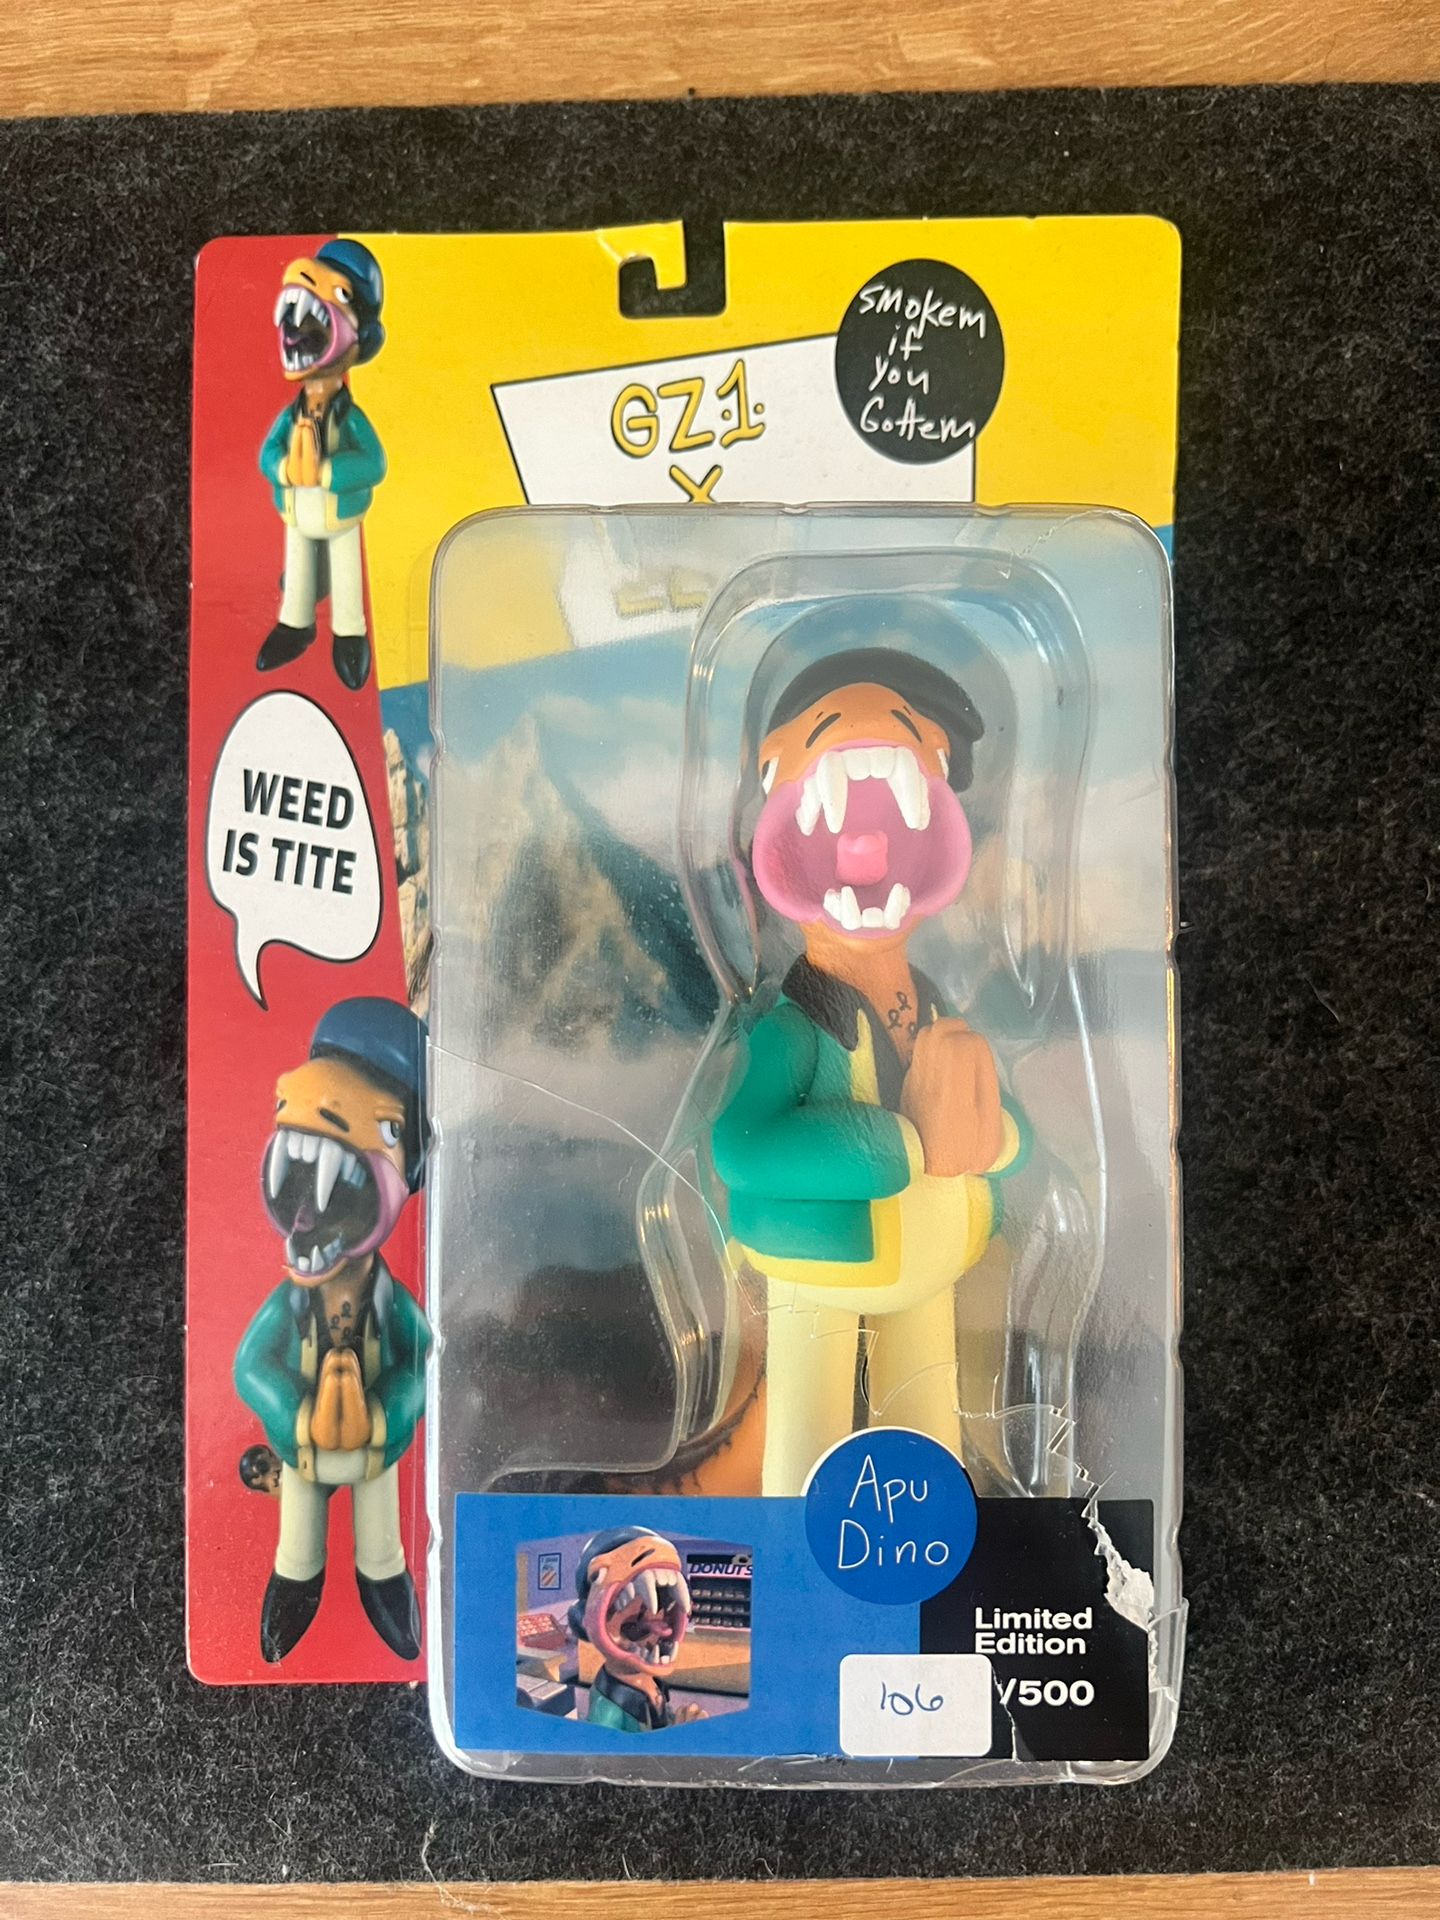 smokem
if
you
Gottem
GZ1
X
WEED
IS TITE
Apu
Dino
DONUTS
Limited
Edition
106 /500